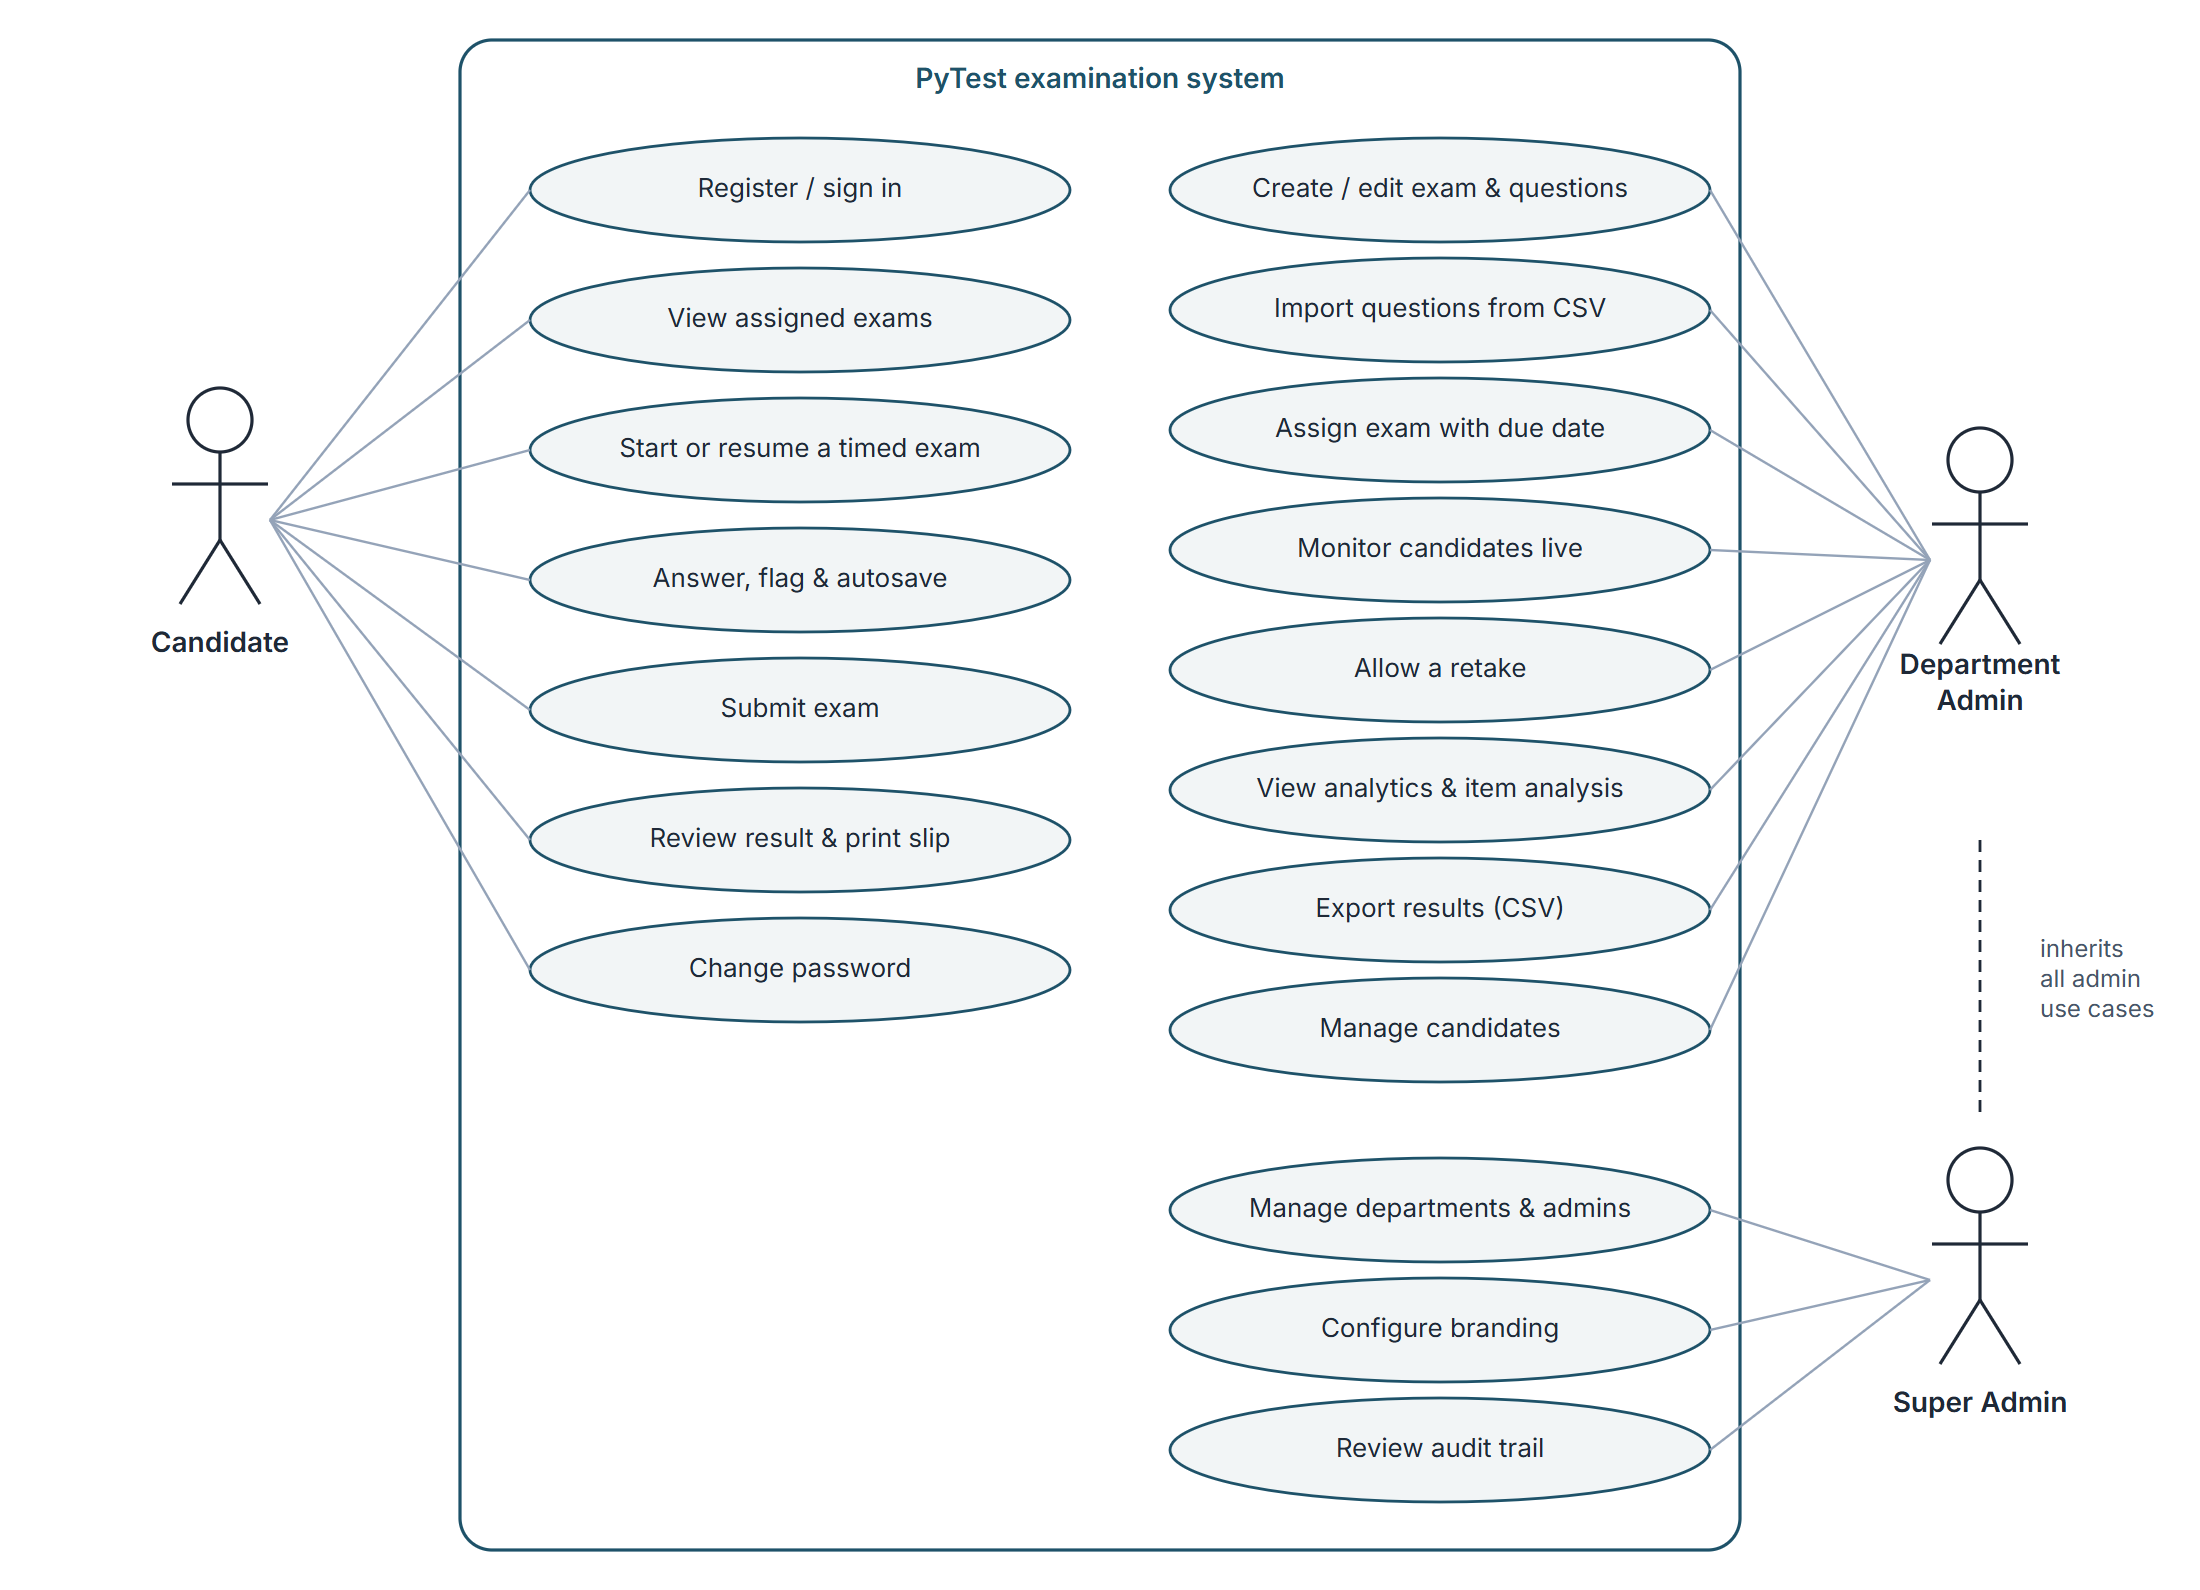 PyTest examination system
Register / sign in
View assigned exams
Start or resume a timed exam
Answer, flag & autosave
Submit exam
Review result & print slip
Change password
Create / edit exam & questions
Import questions from CSV
Assign exam with due date
Monitor candidates live
Allow a retake
View analytics & item analysis
Export results (CSV)
Manage candidates
Manage departments & admins
Configure branding
Review audit trail
Candidate
Department
Admin
inherits
all admin
use cases
Super Admin